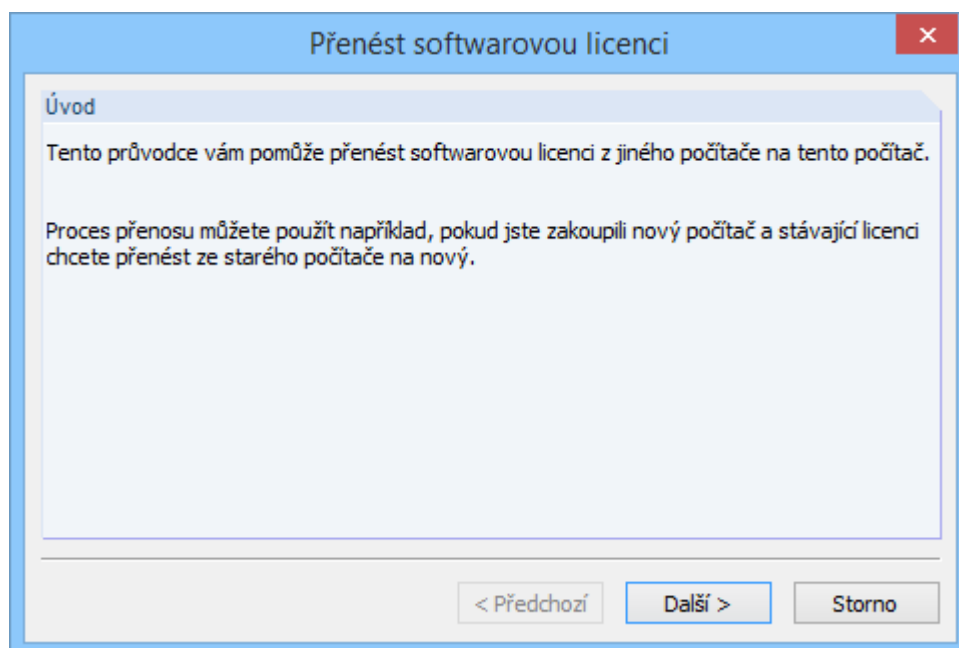 Přenést softwarovou licenci
Úvod
Tento průvodce vám pomůže přenést softwarovou licenci z jiného počítače na tento počítač.
Proces přenosu můžete použít například, pokud jste zakoupili nový počítač a stávající licenci
chcete přenést ze starého počítače na nový.
< Předchozí Další > Storno